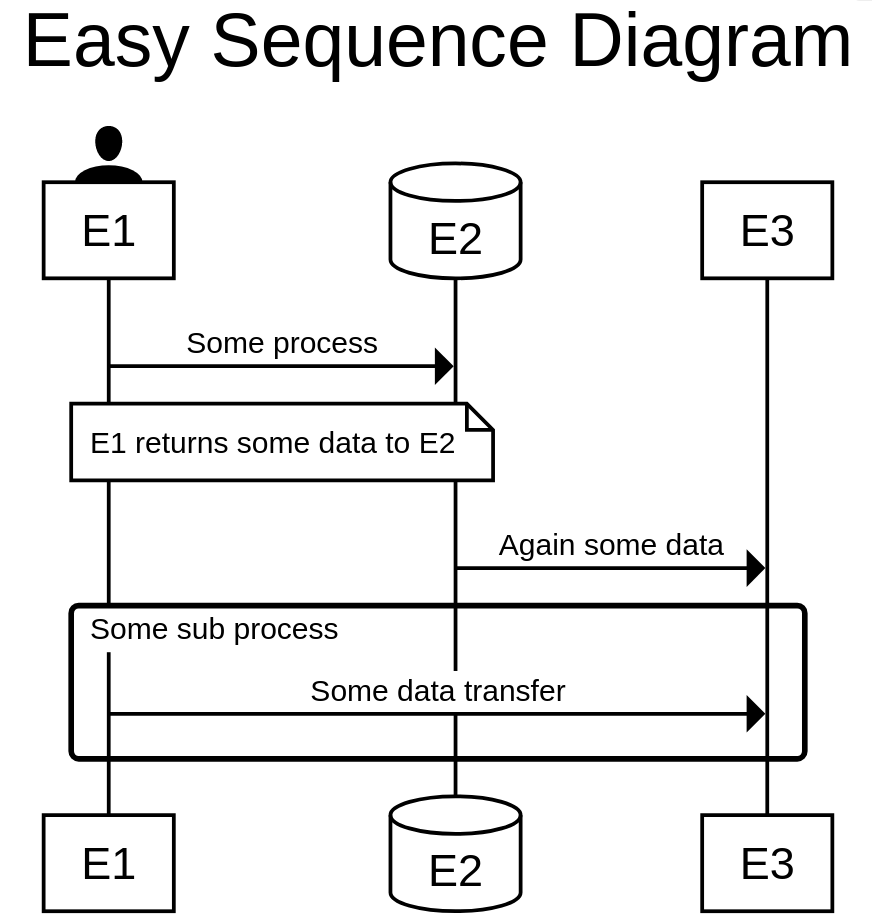 Easy Sequence Diagram
E1
E2
E3
Some process
E1 returns some data to E2
Again some data
Some sub process
Some data transfer
E1
E2
E3